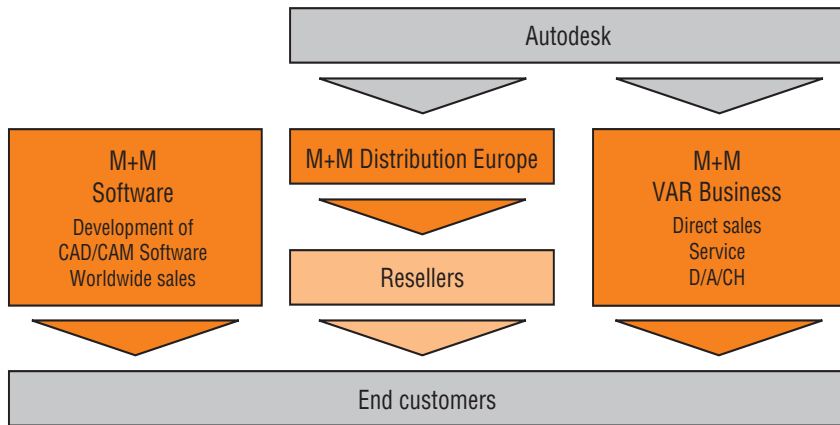 Autodesk
M+M
Software
Development of
CAD/CAM Software
Worldwide sales
M+M Distribution Europe
Resellers
M+M
VAR Business
Direct sales
Service
D/A/CH
End customers